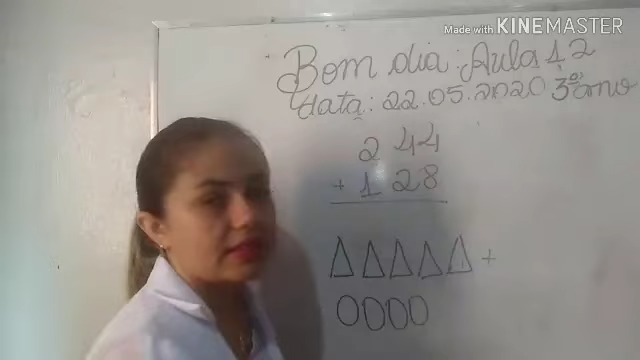 Made with KINEMASTER
Bom dia: Aula 12
data: 22.05.2020 3º ano
244
+ 128
+